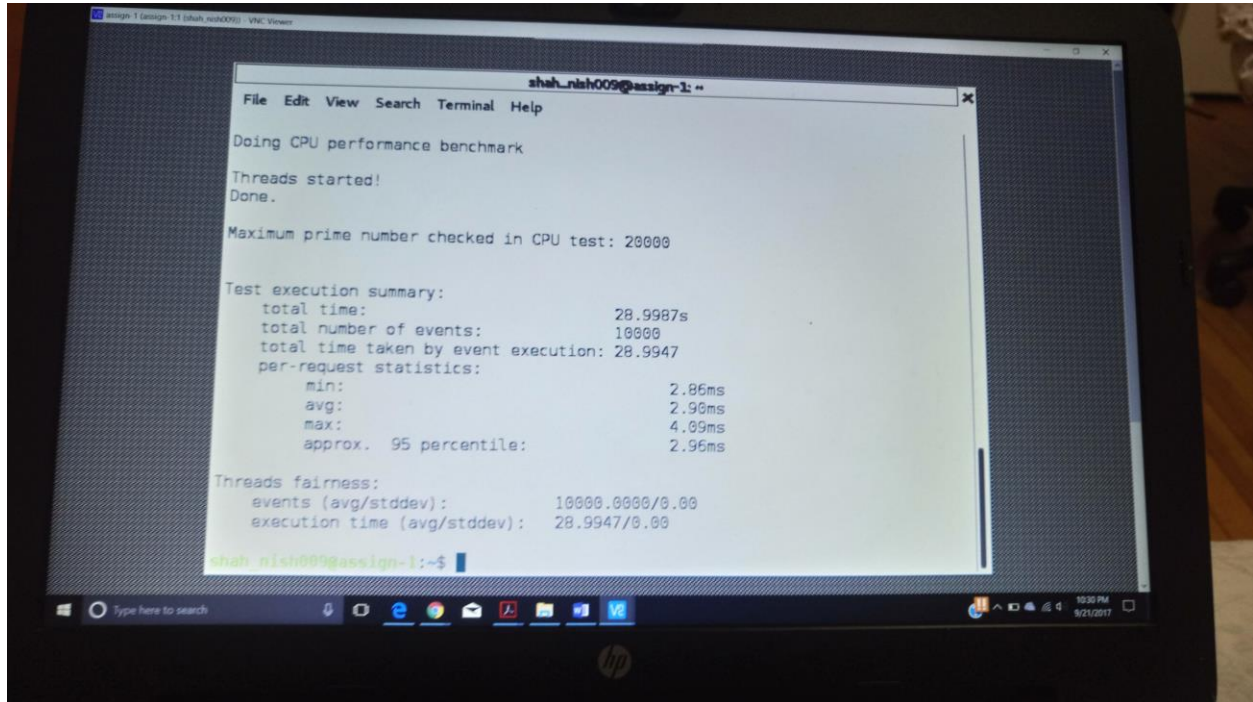 assign-1 (assign-1:1 (shah_nish009)) - VNC Viewer
shah_nish009@assign-1: ~
File Edit View Search Terminal Help
Doing CPU performance benchmark
Threads started!
Done.
Maximum prime number checked in CPU test: 20000
Test execution summary:
total time: 28.9987s
total number of events: 10000
total time taken by event execution: 28.9947
per-request statistics:
min: 2.86ms
avg: 2.90ms
max: 4.09ms
approx. 95 percentile: 2.96ms
Threads fairness:
events (avg/stddev): 10000.0000/0.00
execution time (avg/stddev): 28.9947/0.00
shah_nish009@assign-1:~$
Type here to search
10:30 PM
9/21/2017
hp